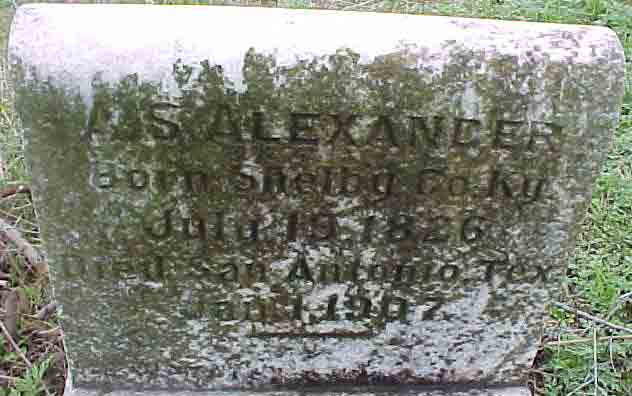 A.S. ALEXANDER
Born Shelby Co. Ky.
July 19, 1826
Died San Antonio, Tex.
Jan 1, 1907.